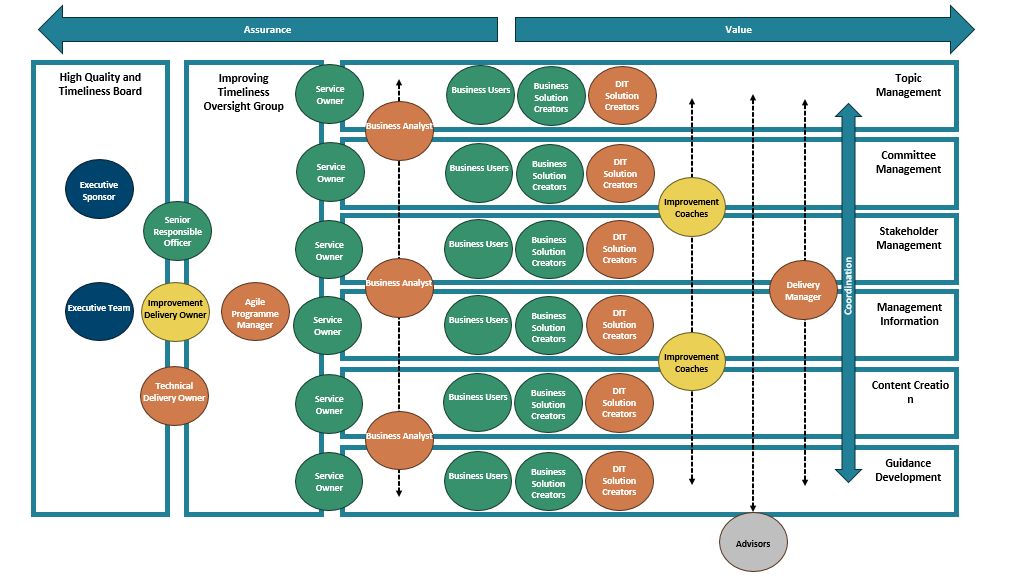 Assurance
Value
High Quality and
Timeliness Board
Improving
Timeliness
Oversight Group
Executive
Sponsor
Executive Team
Senior
Responsible
Officer
Improvement
Delivery Owner
Technical
Delivery Owner
Agile
Programme
Manager
Service
Owner
Business Users
Business
Solution
Creators
DIT
Solution
Creators
Topic
Management
Business Analyst
Service
Owner
Business Users
Business
Solution
Creators
DIT
Solution
Creators
Committee
Management
Improvement
Coaches
Service
Owner
Business Users
Business
Solution
Creators
DIT
Solution
Creators
Stakeholder
Management
Business Analyst
Delivery
Manager
Coordination
Service
Owner
Business Users
Business
Solution
Creators
DIT
Solution
Creators
Management
Information
Improvement
Coaches
Service
Owner
Business Users
Business
Solution
Creators
DIT
Solution
Creators
Content Creatio
n
Business Analyst
Service
Owner
Business Users
Business
Solution
Creators
DIT
Solution
Creators
Guidance
Development
Advisors